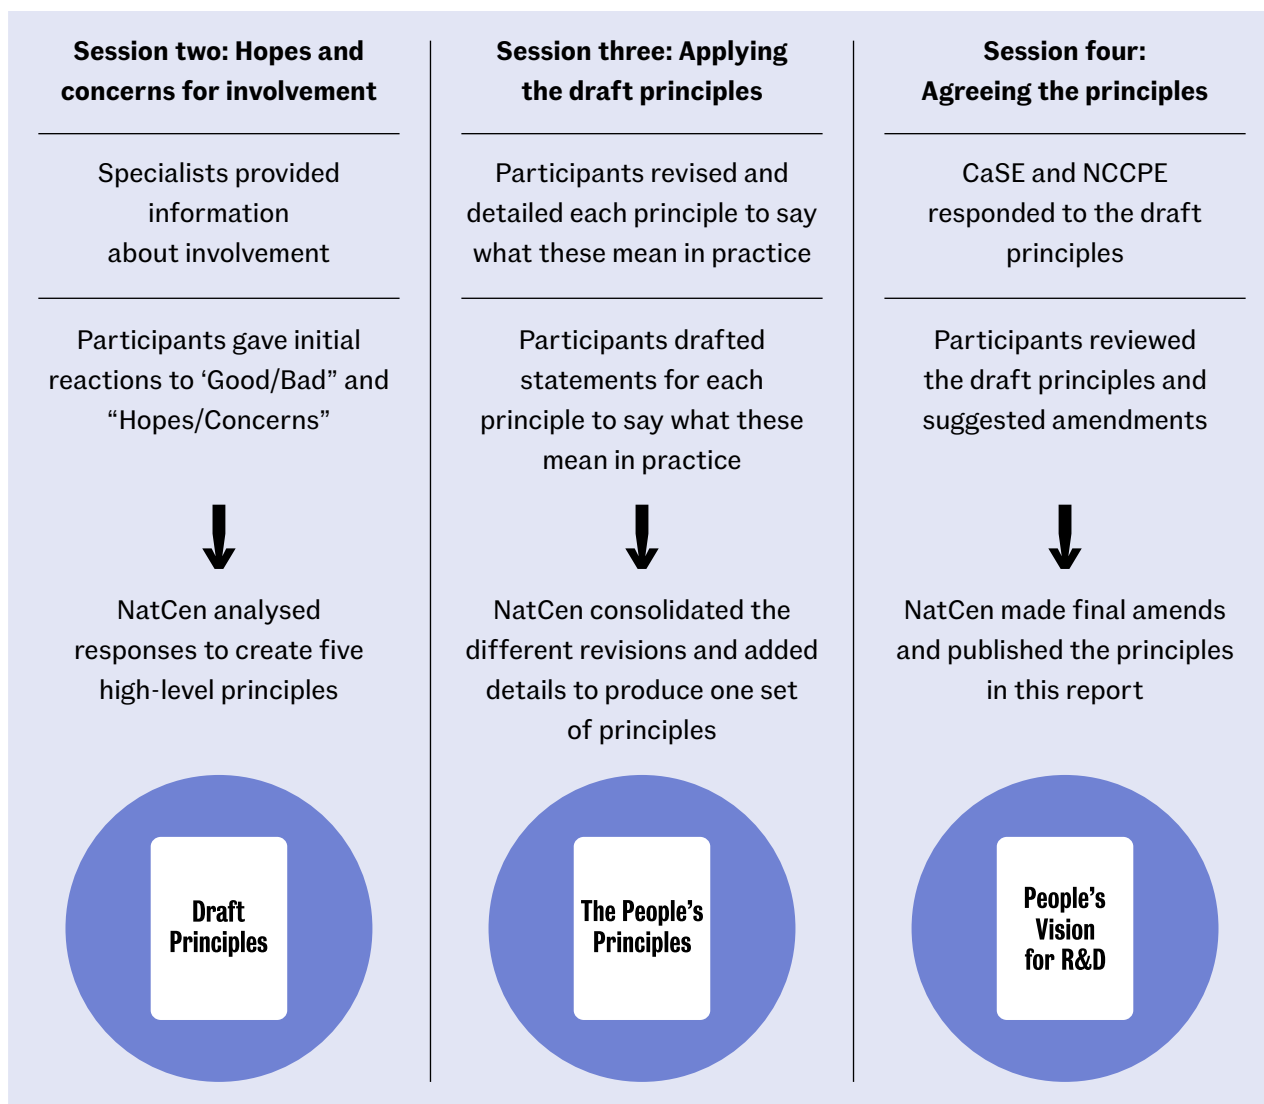 Session two: Hopes and
concerns for involvement
Specialists provided
information
about involvement
Participants gave initial
reactions to ‘Good/Bad” and
“Hopes/Concerns”
NatCen analysed
responses to create five
high-level principles
Draft
Principles
Session three: Applying
the draft principles
Participants revised and
detailed each principle to say
what these mean in practice
Participants drafted
statements for each
principle to say what these
mean in practice
NatCen consolidated the
different revisions and added
details to produce one set
of principles
The People’s
Principles
Session four:
Agreeing the principles
CaSE and NCCPE
responded to the draft
principles
Participants reviewed
the draft principles and
suggested amendments
NatCen made final amends
and published the principles
in this report
People’s
Vision
for R&D